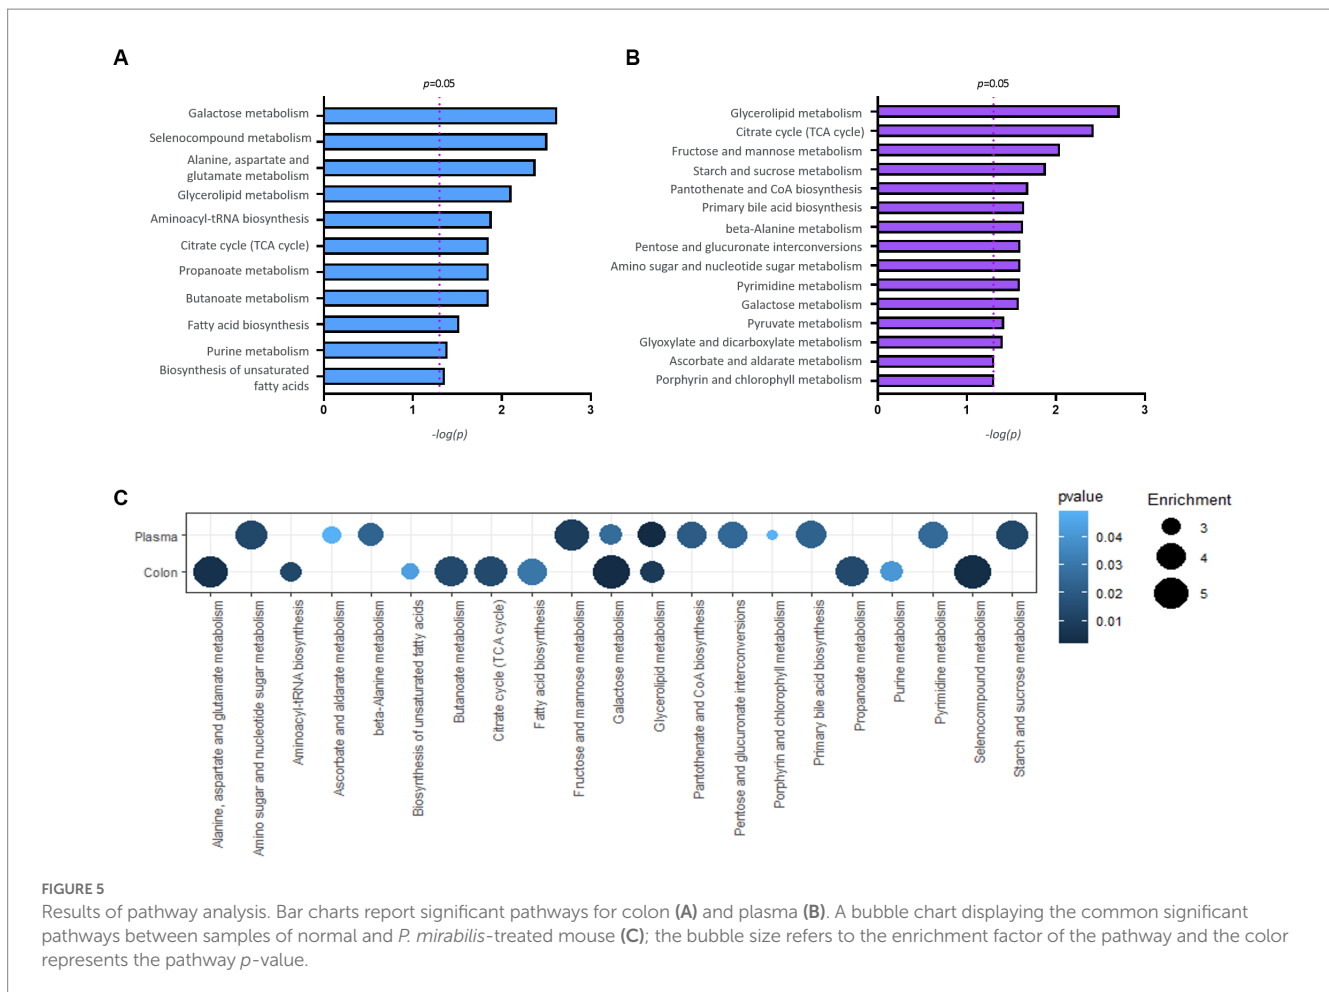 A
p=0.05
Galactose metabolism
Selenocompound metabolism
Alanine, aspartate and
glutamate metabolism
Glycerolipid metabolism
Aminoacyl-tRNA biosynthesis
Citrate cycle (TCA cycle)
Propanoate metabolism
Butanoate metabolism
Fatty acid biosynthesis
Purine metabolism
Biosynthesis of unsaturated
fatty acids
0 1 2 3
-log(p)
B
p=0.05
Glycerolipid metabolism
Citrate cycle (TCA cycle)
Fructose and mannose metabolism
Starch and sucrose metabolism
Pantothenate and CoA biosynthesis
Primary bile acid biosynthesis
beta-Alanine metabolism
Pentose and glucuronate interconversions
Amino sugar and nucleotide sugar metabolism
Pyrimidine metabolism
Galactose metabolism
Pyruvate metabolism
Glyoxylate and dicarboxylate metabolism
Ascorbate and aldarate metabolism
Porphyrin and chlorophyll metabolism
0 1 2 3
-log(p)
C
Plasma
Colon
Alanine, aspartate and glutamate metabolism
Amino sugar and nucleotide sugar metabolism
Aminoacyl-tRNA biosynthesis
Ascorbate and aldarate metabolism
beta-Alanine metabolism
Biosynthesis of unsaturated fatty acids
Butanoate metabolism
Citrate cycle (TCA cycle)
Fatty acid biosynthesis
Fructose and mannose metabolism
Galactose metabolism
Glycerolipid metabolism
Pantothenate and CoA biosynthesis
Pentose and glucuronate interconversions
Porphyrin and chlorophyll metabolism
Primary bile acid biosynthesis
Propanoate metabolism
Purine metabolism
Pyrimidine metabolism
Selenocompound metabolism
Starch and sucrose metabolism
pvalue
0.04
0.03
0.02
0.01
Enrichment
3
4
5
FIGURE 5
Results of pathway analysis. Bar charts report significant pathways for colon (A) and plasma (B). A bubble chart displaying the common significant
pathways between samples of normal and P. mirabilis-treated mouse (C); the bubble size refers to the enrichment factor of the pathway and the color
represents the pathway p-value.